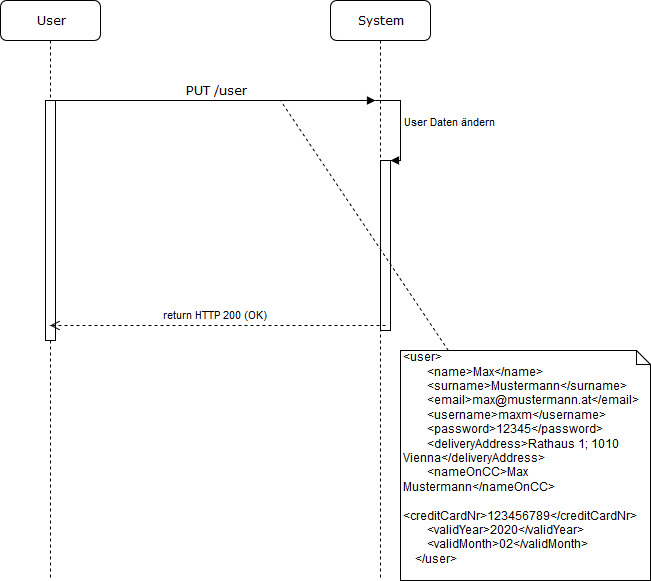 User
System
PUT /user
User Daten ändern
return HTTP 200 (OK)
<user>
<name>Max</name>
<surname>Mustermann</surname>
<email>max@mustermann.at</email>
<username>maxm</username>
<password>12345</password>
<deliveryAddress>Rathaus 1; 1010
Vienna</deliveryAddress>
<nameOnCC>Max
Mustermann</nameOnCC>
<creditCardNr>123456789</creditCardNr>
<validYear>2020</validYear>
<validMonth>02</validMonth>
</user>